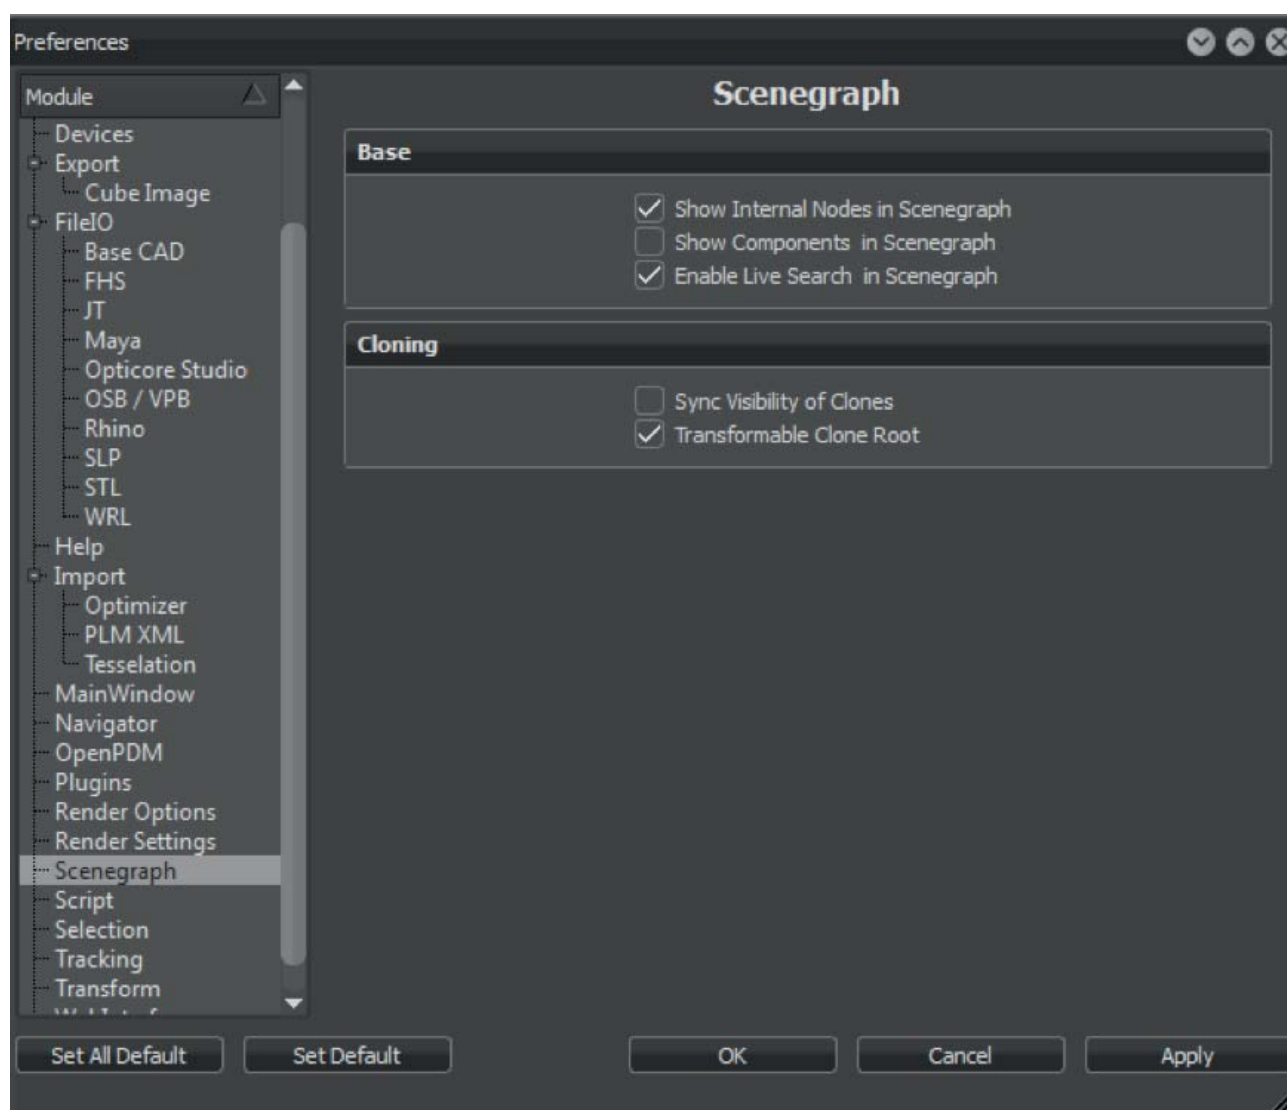 Preferences
Module
Devices
Export
Cube Image
FileIO
Base CAD
FHS
JT
Maya
Opticore Studio
OSB / VPB
Rhino
SLP
STL
WRL
Help
Import
Optimizer
PLM XML
Tesselation
MainWindow
Navigator
OpenPDM
Plugins
Render Options
Render Settings
Scenegraph
Script
Selection
Tracking
Transform
Scenegraph
Base
Show Internal Nodes in Scenegraph
Show Components in Scenegraph
Enable Live Search in Scenegraph
Cloning
Sync Visibility of Clones
Transformable Clone Root
Set All Default
Set Default
OK
Cancel
Apply